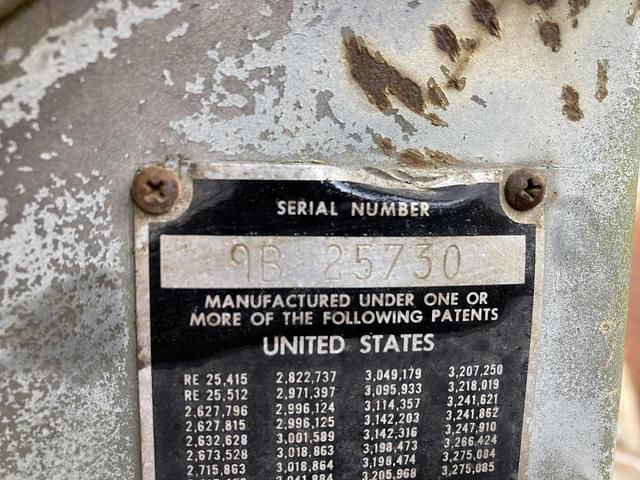 SERIAL NUMBER
9B 25730
MANUFACTURED UNDER ONE OR
MORE OF THE FOLLOWING PATENTS
UNITED STATES
RE 25,415 2,822,737 3,049,179 3,207,250
RE 25,512 2,971,397 3,095,933 3,218,019
2,627,796 2,996,124 3,114,357 3,241,621
2,627,815 2,996,125 3,142,203 3,241,862
2,632,628 3,001,589 3,142,316 3,247,910
2,673,528 3,018,863 3,198,473 3,266,424
2,715,863 3,018,864 3,198,474 3,275,084
3,205,968 3,275,085